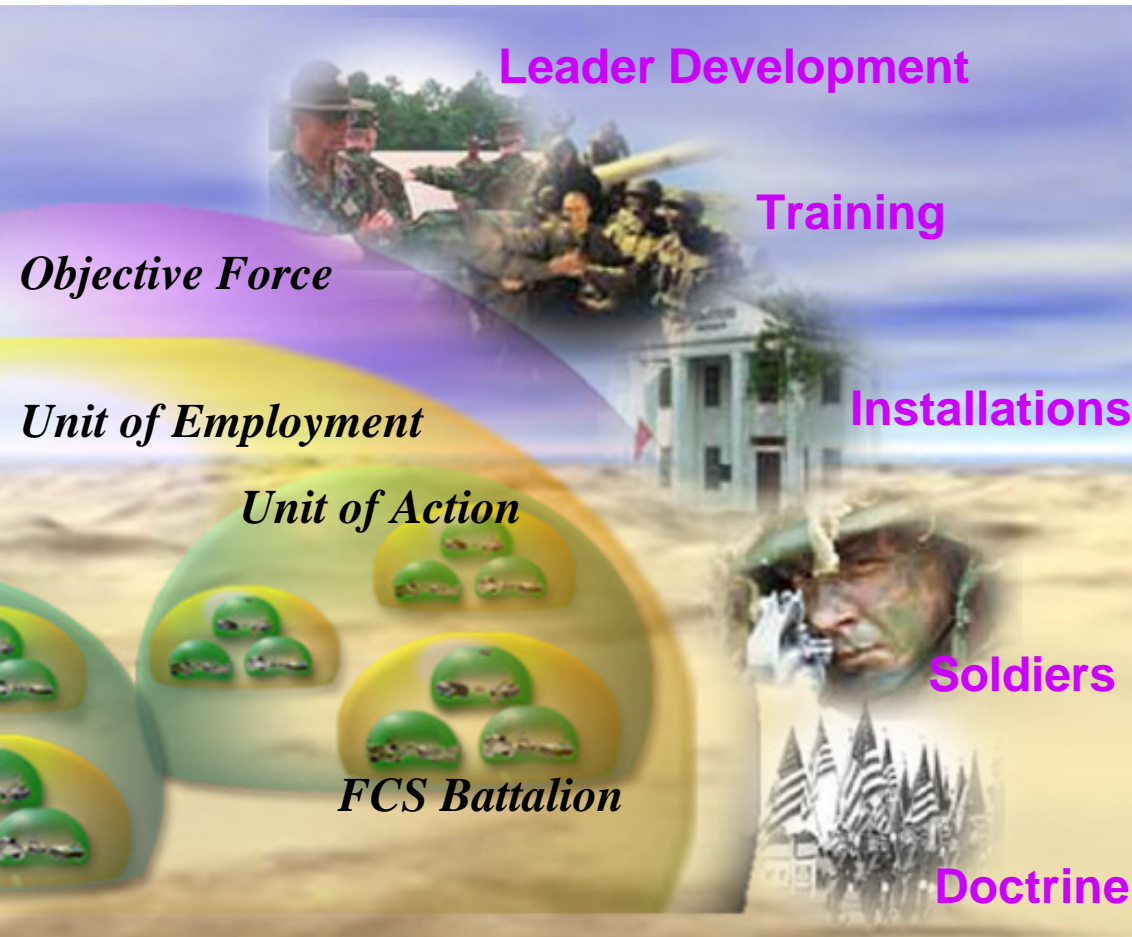 Leader Development
Training
Objective Force
Installations
Unit of Employment
Unit of Action
Soldiers
FCS Battalion
Doctrine